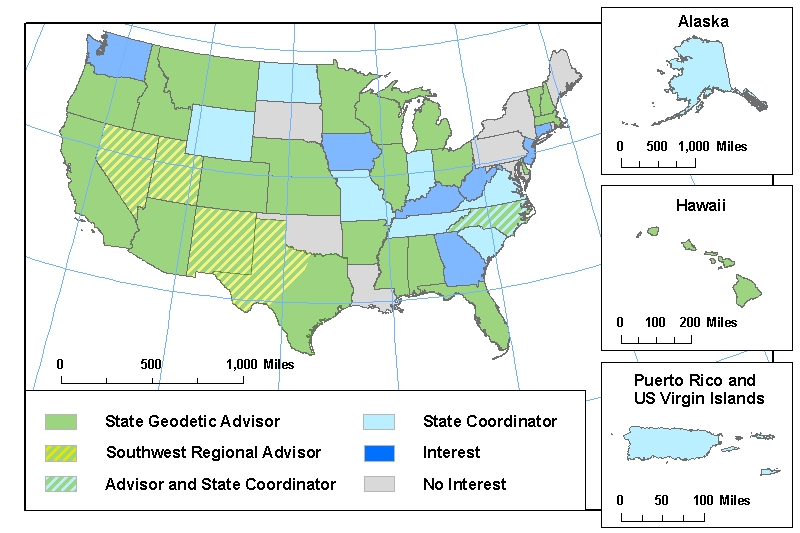 Alaska
0 500 1,000 Miles
Hawaii
0 100 200 Miles
0 500 1,000 Miles
Puerto Rico and
US Virgin Islands
0 50 100 Miles
State Geodetic Advisor
Southwest Regional Advisor
Advisor and State Coordinator
State Coordinator
Interest
No Interest